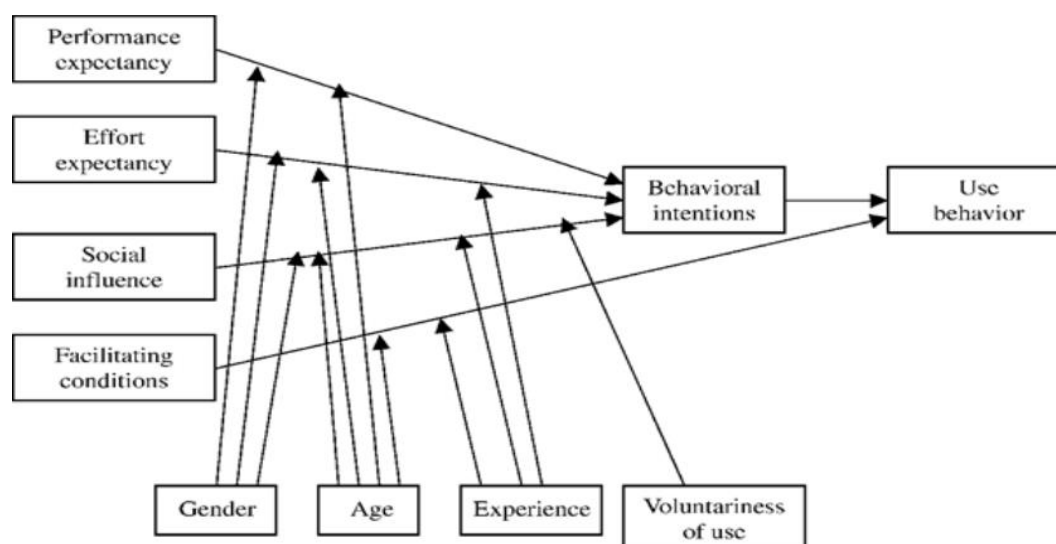 Performance
expectancy
Effort
expectancy
Social
influence
Facilitating
conditions
Behavioral
intentions
Use
behavior
Gender
Age
Experience
Voluntariness
of use